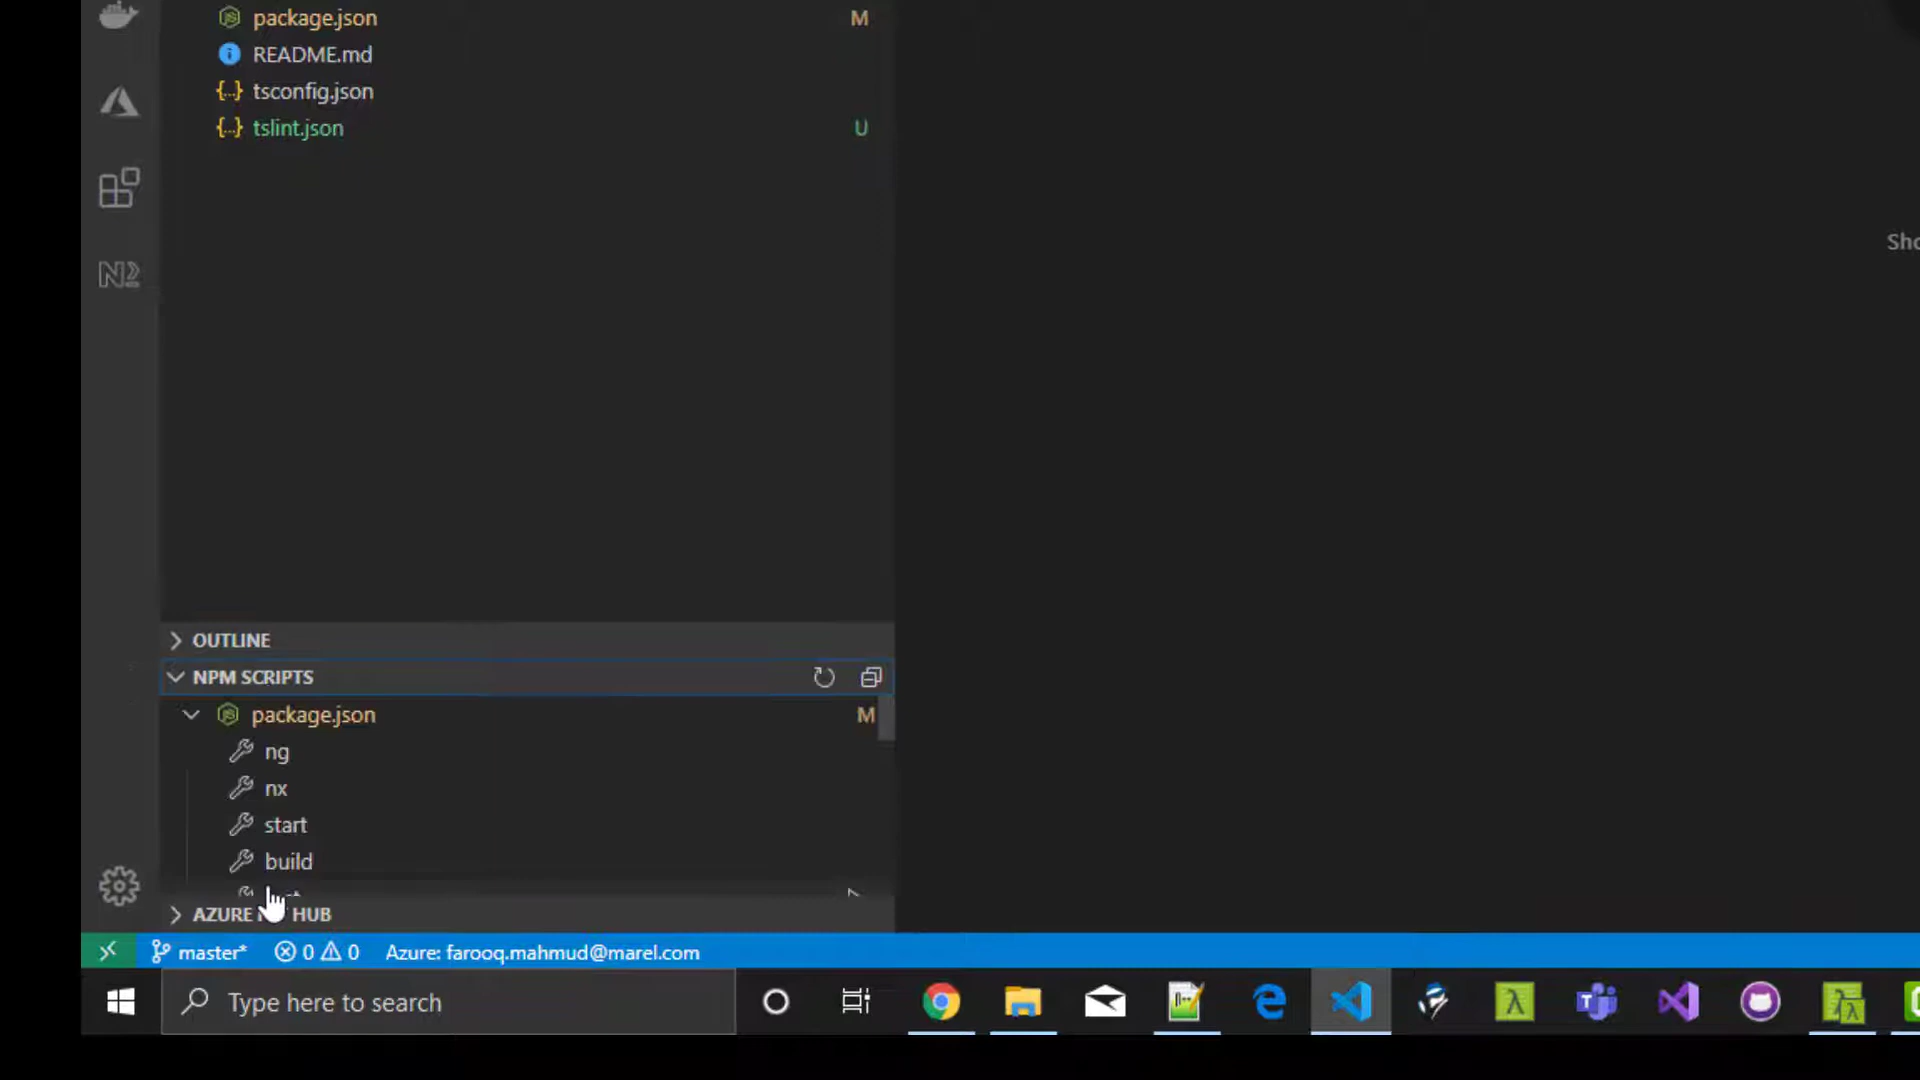 package.json M
README.md
{..} tsconfig.json
{..} tslint.json U
Sho
OUTLINE
NPM SCRIPTS
package.json M
ng
nx
start
build
AZURE HUB
master* 0 0 Azure: farooq.mahmud@marel.com
Type here to search